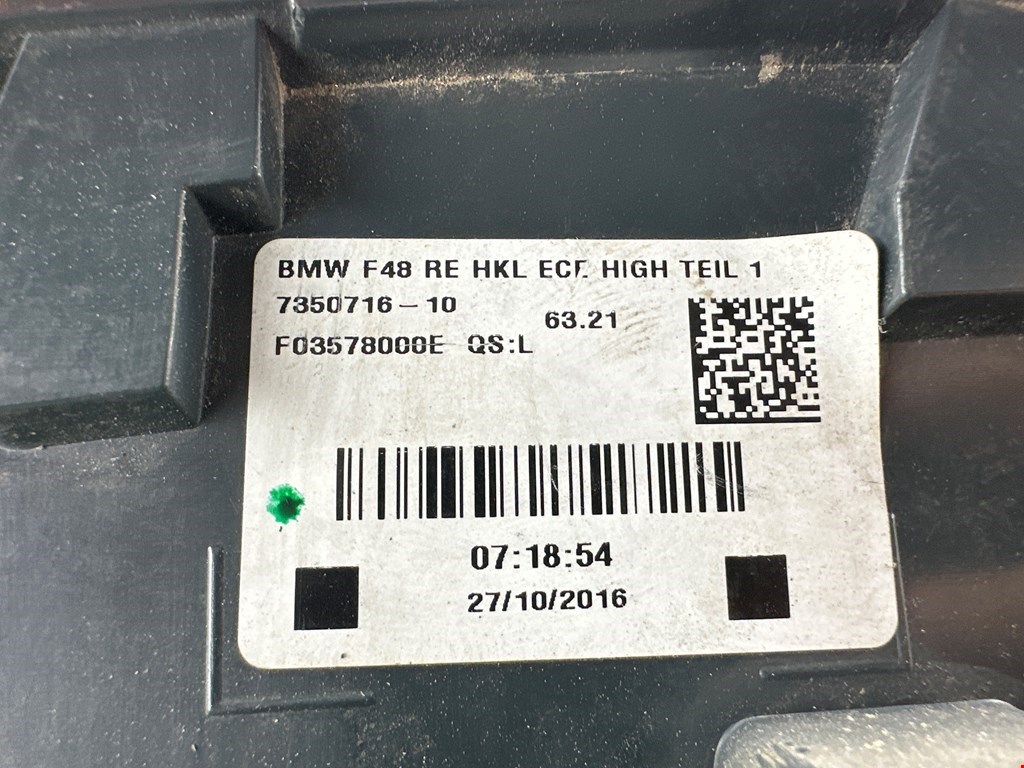 BMW F48 RE HKL ECE HIGH TEIL 1
7350716-10
63.21
F03578000E QS:L
07:18:54
27/10/2016